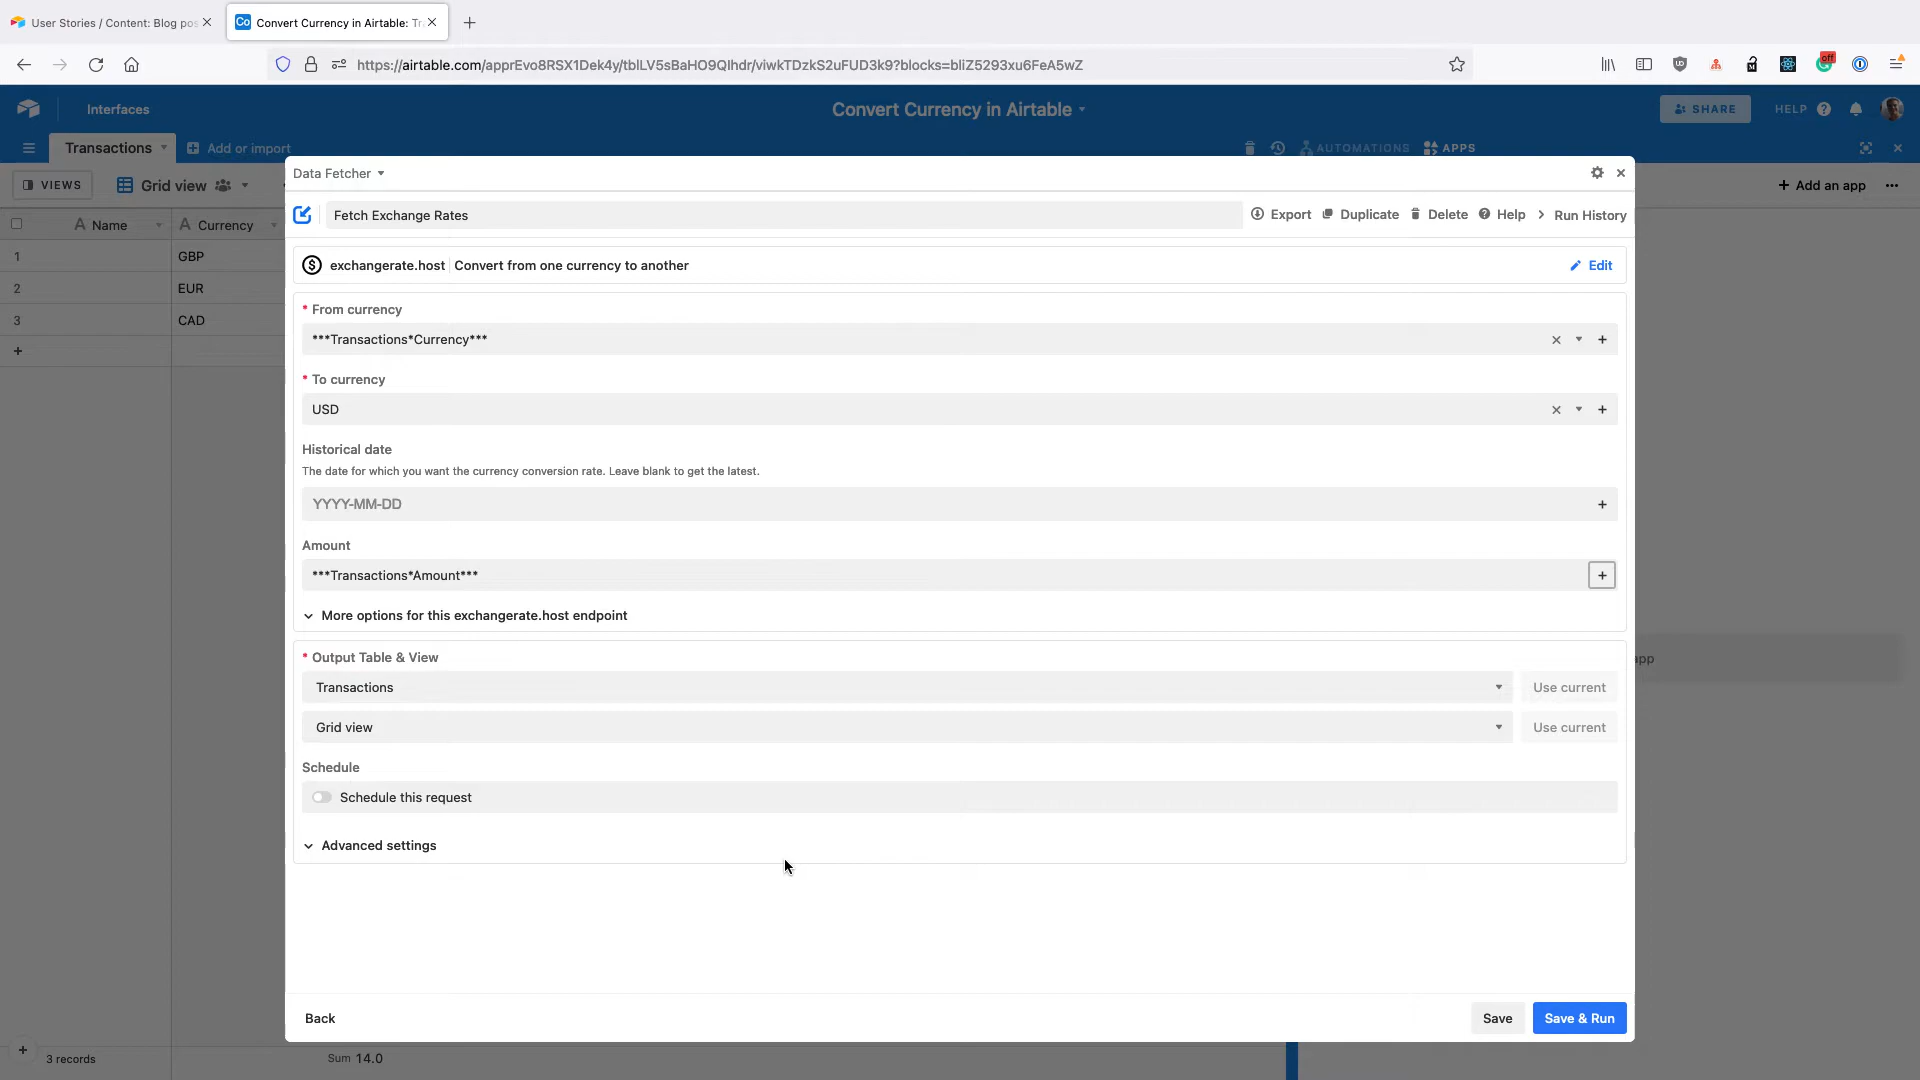 User Stories / Content: Blog pos
Convert Currency in Airtable: Tr
https://airtable.com/apprEvo8RSX1Dek4y/tblLV5sBaHO9QIhdr/viwkTDzkS2uFUD3k9?blocks=bliZ5293xu6FeA5wZ
off
Interfaces
Convert Currency in Airtable
SHARE
HELP
Transactions
Add or import
AUTOMATIONS
APPS
VIEWS
Grid view
Add an app
Name
Currency
1
GBP
2
EUR
3
CAD
Data Fetcher
Fetch Exchange Rates
Export
Duplicate
Delete
Help
Run History
exchangerate.host
Convert from one currency to another
Edit
* From currency
***Transactions*Currency***
* To currency
USD
Historical date
The date for which you want the currency conversion rate. Leave blank to get the latest.
YYYY-MM-DD
Amount
***Transactions*Amount***
More options for this exchangerate.host endpoint
* Output Table & View
Transactions
Use current
Grid view
Use current
Schedule
Schedule this request
Advanced settings
app
Back
Save
Save & Run
3 records
Sum 14.0